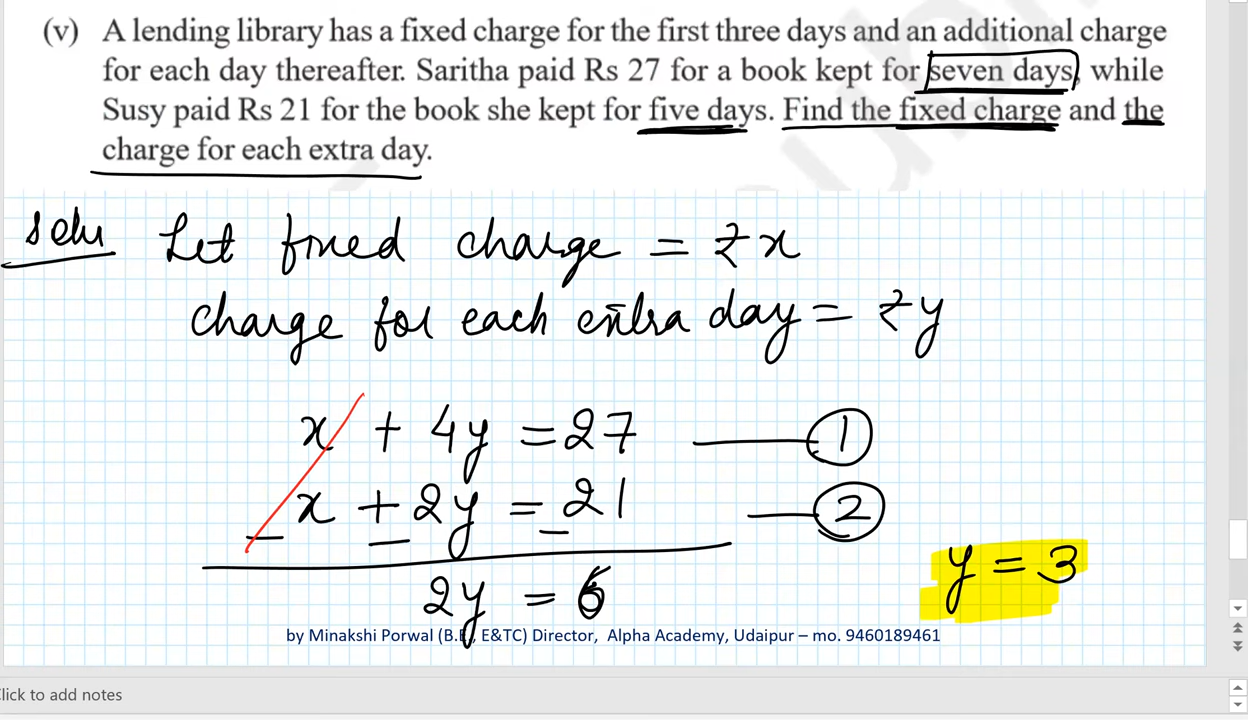 (v) A lending library has a fixed charge for the first three days and an additional charge
for each day thereafter. Saritha paid Rs 27 for a book kept for seven days, while
Susy paid Rs 21 for the book she kept for five days. Find the fixed charge and the
charge for each extra day.
Solu Let fixed charge = ₹ x
charge for each extra day = ₹ y
x + 4y = 27 ——— 1
x + 2y = 21 — 2
— — —
2y = 6
y = 3
by Minakshi Porwal (B.E, E&TC) Director, Alpha Academy, Udaipur – mo. 9460189461
lick to add notes